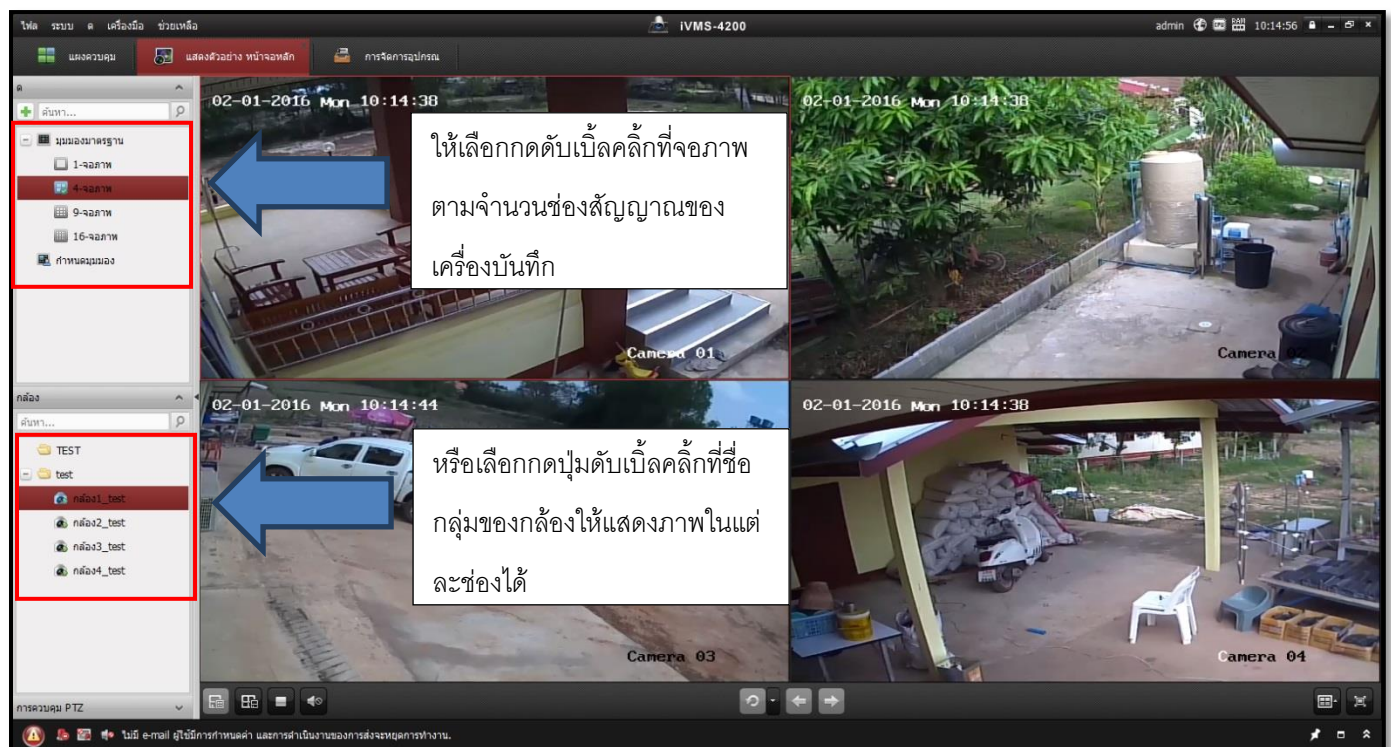 ไฟล ระบบ ด เครื่องมือ ช่วยเหลือ
iVMS-4200
admin
10:14:56
แผงควบคุม
แสดงตัวอย่าง หน้าจอหลัก
การจัดการอุปกรณ
ด
ค้นหา...
มุมมองมาตรฐาน
1-จอภาพ
4-จอภาพ
9-จอภาพ
16-จอภาพ
กำหนดมุมมอง
02-01-2016 Mon 10:14:38
ให้เลือกกดดับเบิ้ลคลิ้กที่จอภาพ
ตามจำนวนช่องสัญญาณของ
เครื่องบันทึก
Camera 01
02-01-2016 Mon 10:14:38
Camera 02
กล้อง
ค้นหา...
TEST
test
กล้อง1_test
กล้อง2_test
กล้อง3_test
กล้อง4_test
02-01-2016 Mon 10:14:44
หรือเลือกกดปุ่มดับเบิ้ลคลิ้กที่ชื่อ
กลุ่มของกล้องให้แสดงภาพในแต่
ละช่องได้
Camera 03
02-01-2016 Mon 10:14:38
Camera 04
การควบคุม PTZ
ไม่มี e-mail ผู้ใช้มีการกำหนดค่า และการดำเนินงานของการส่งจะหยุดการทำงาน.